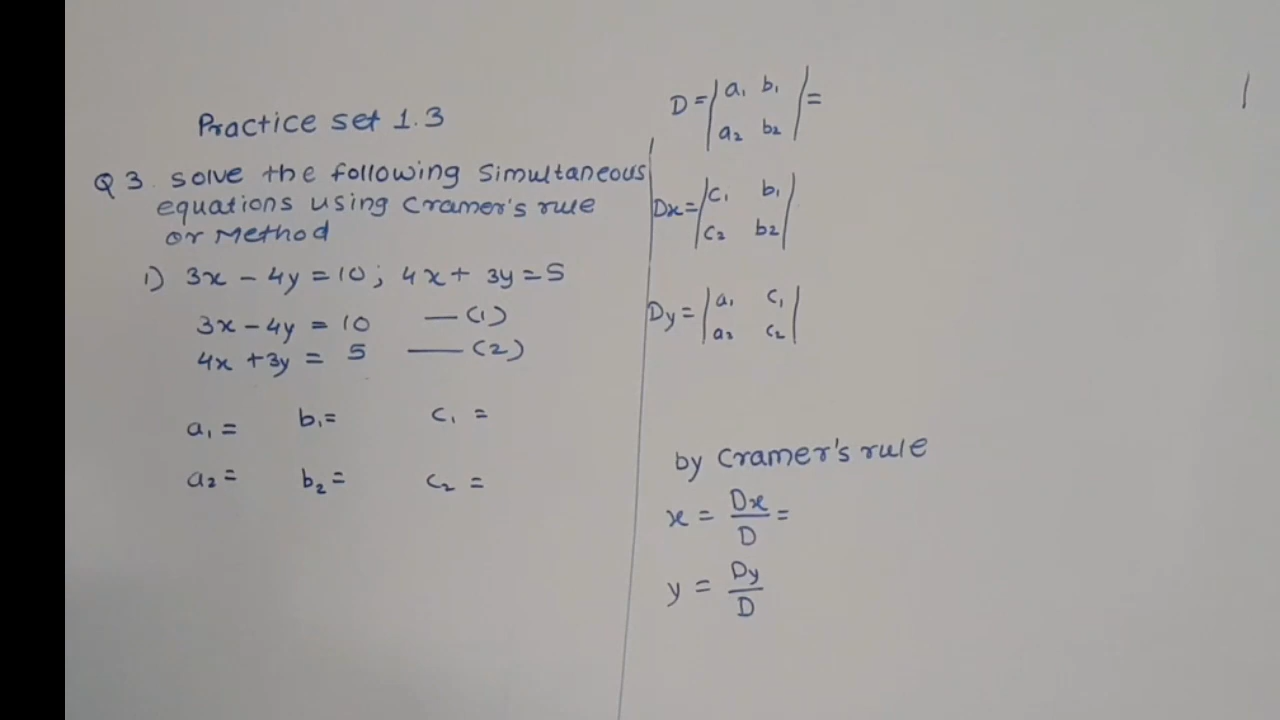 Practice set 1.3
Q 3. solve the following simultaneous
equations using Cramer's rule
or Method
1) 3x - 4y = 10; 4x + 3y = 5
3x - 4y = 10 — (1)
4x + 3y = 5 — (2)
a₁ = b₁ = c₁ =
a₂ = b₂ = c₂ =
D = |a₁ b₁| =
|a₂ b₂|
Dx = |c₁ b₁|
|c₂ b₂|
Dy = |a₁ c₁|
|a₂ c₂|
by Cramer's rule
x = Dx/D =
y = Dy/D